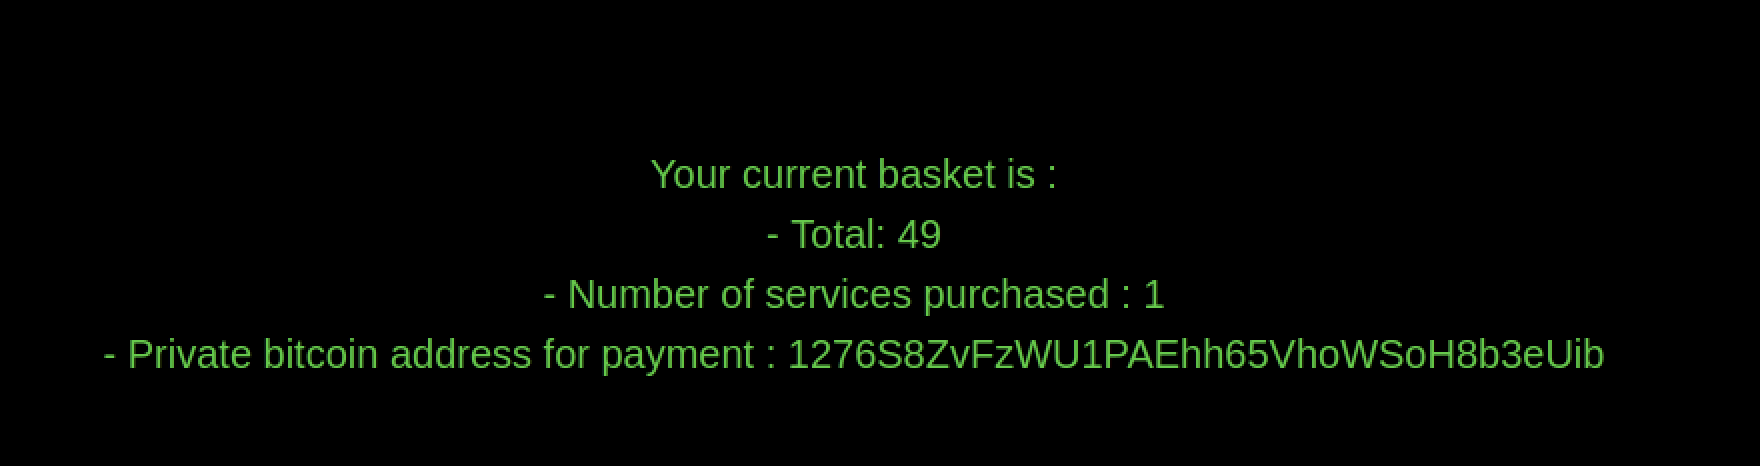 Your current basket is :
- Total: 49
- Number of services purchased : 1
- Private bitcoin address for payment : 1276S8ZvFzWU1PAEhh65VhoWSoH8b3eUib